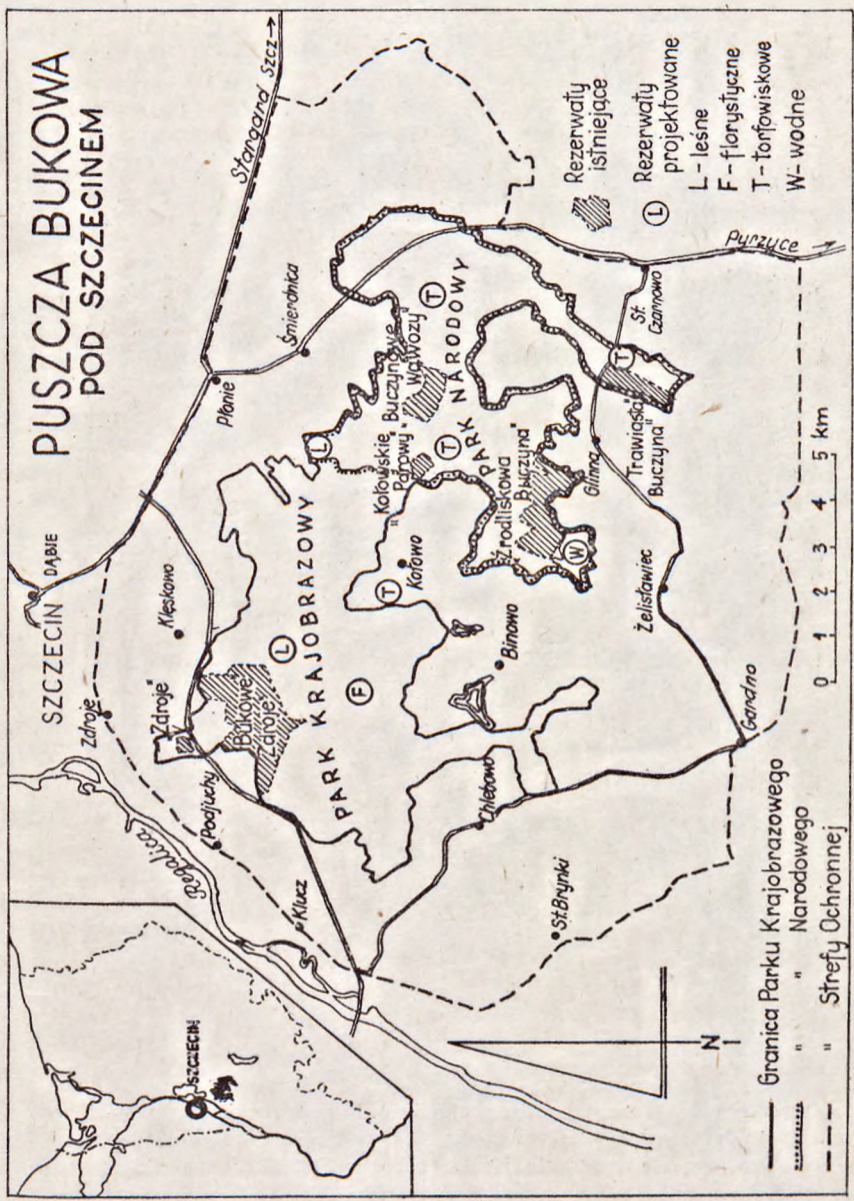 PUSZCZA BUKOWA
POD SZCZECINEM
SZCZECIN DĄBIE
Stargard Szcz→
Zdroje
Regalica
Podjuchy
Klucz
Klęskowo
Płonie
Śmierdnica
"Zdroje"
"Bukowe
Zdroje"
PARK KRAJOBRAZOWY
PARK NARODOWY
"Buczynowe
Wąwozy"
"Kołowskie
Parowy"
"Źródliskowa
Buczyna"
"Trawiasta
Buczyna"
Kołowo
Binowo
Chlebowo
St. Brynki
Glinna
Żelisławiec
Gardno
St. Czarnowo
Pyrzyce
L
L
F
T
T
T
T
W
SZCZECIN
Rezerwaty
istniejące
L Rezerwaty
projektowane
L - leśne
F - florystyczne
T - torfowiskowe
W - wodne
0 1 2 3 4 5 km
N
Granica Parku Krajobrazowego
" " Narodowego
" Strefy Ochronnej